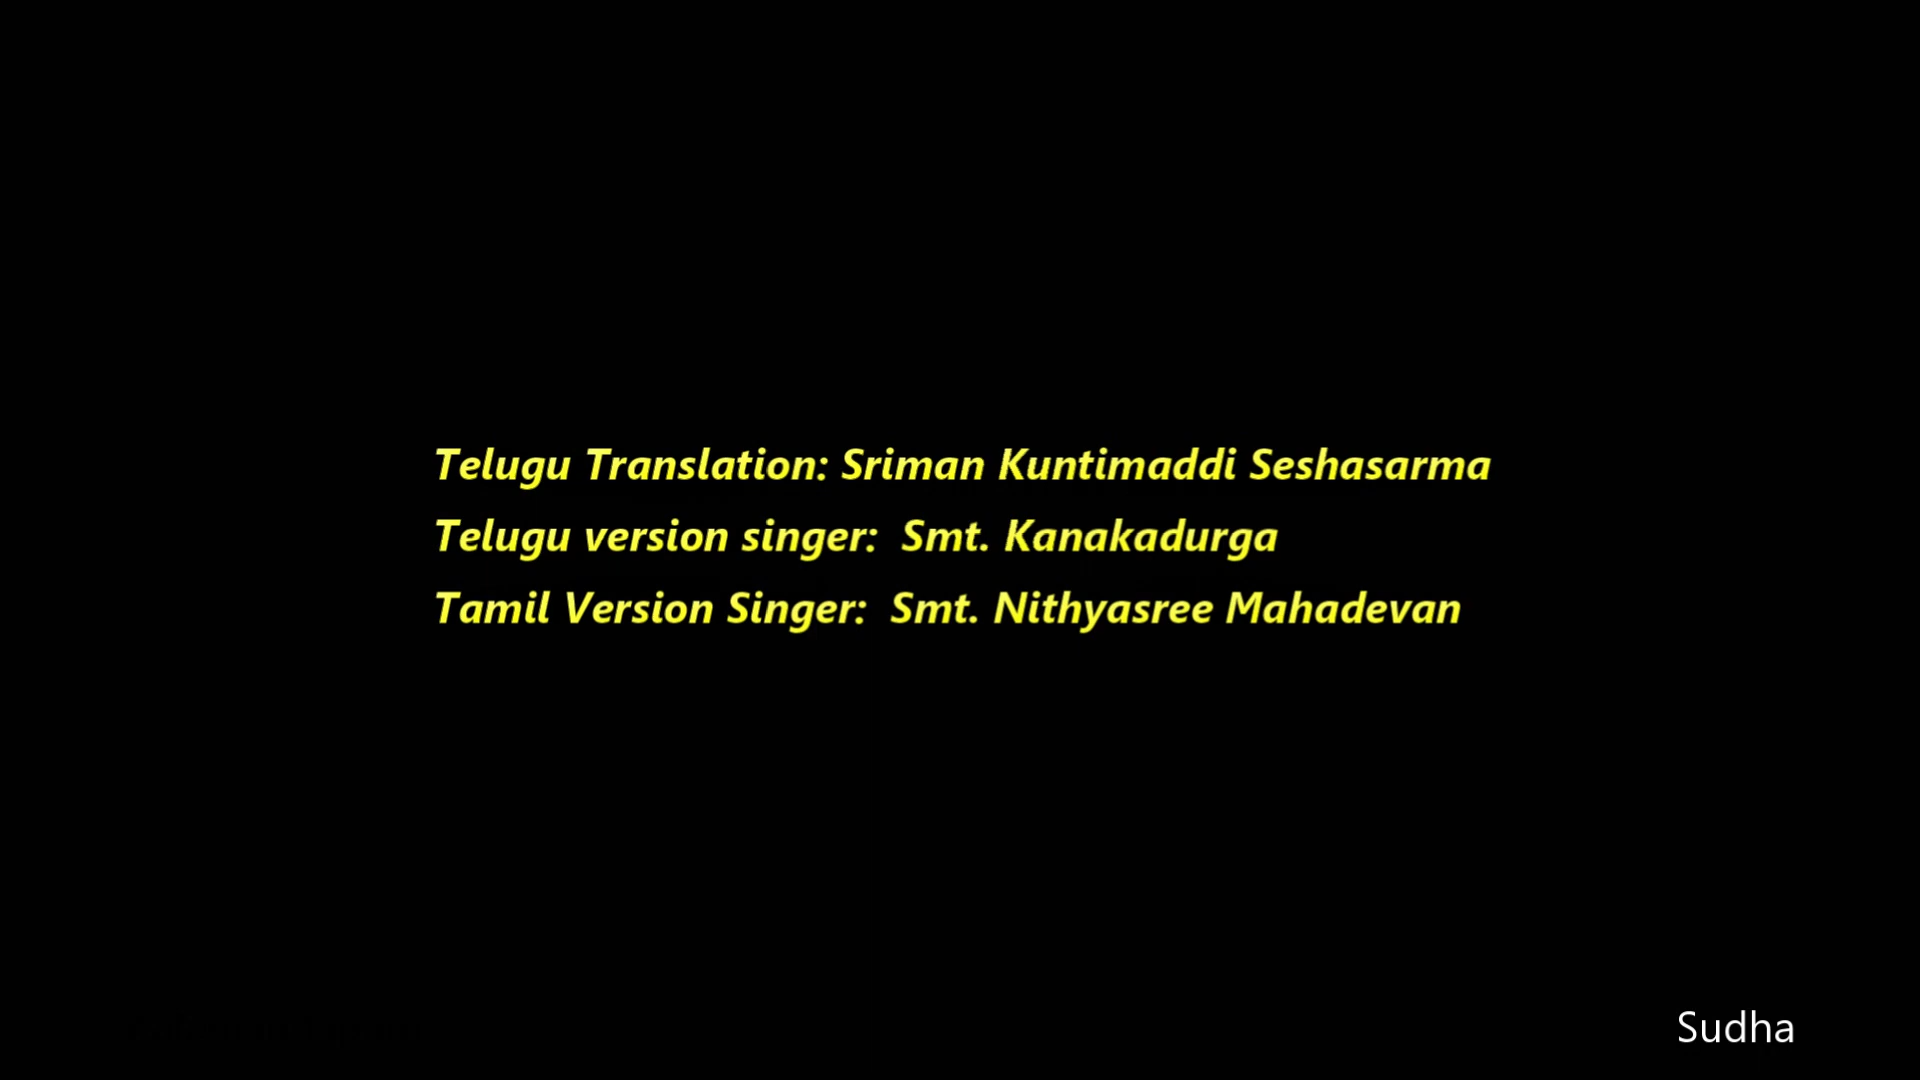 Telugu Translation: Sriman Kuntimaddi Seshasarma
Telugu version singer:  Smt. Kanakadurga
Tamil Version Singer:  Smt. Nithyasree Mahadevan
Sudha